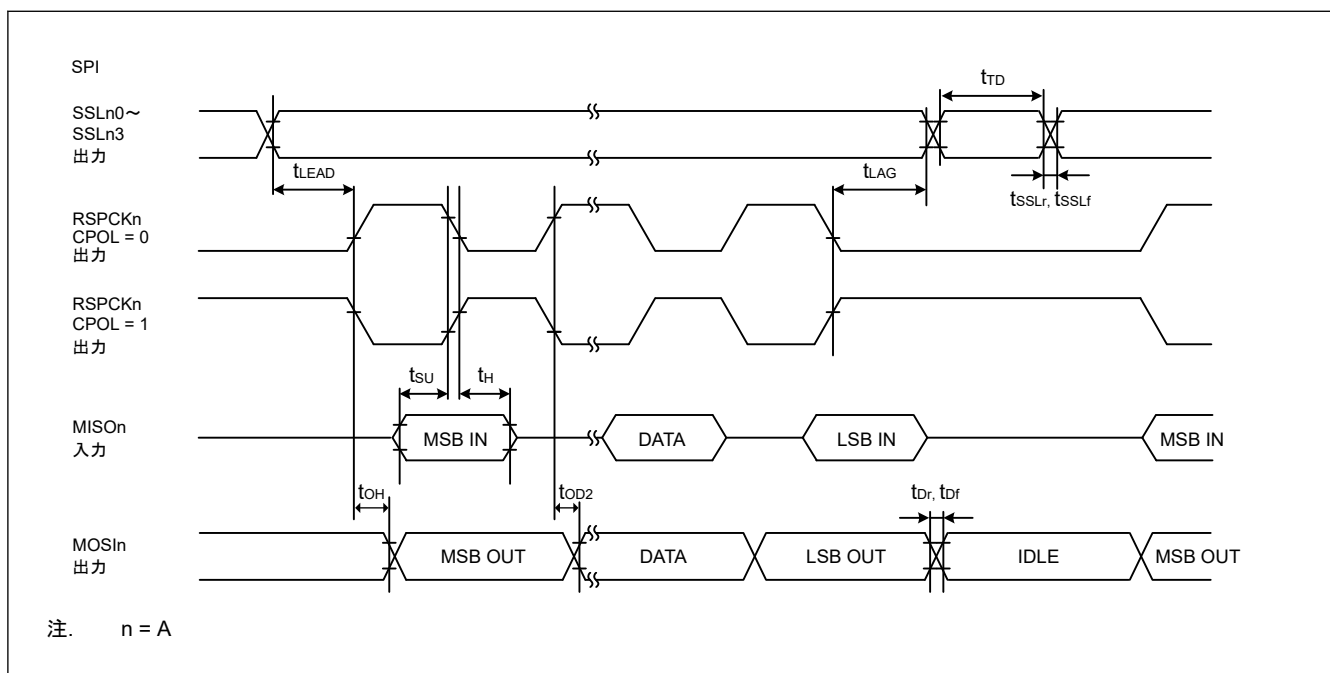 SPI
SSLn0～
SSLn3
出力
tTD
tLEAD
tLAG
tSSLr, tSSLf
RSPCKn
CPOL = 0
出力
RSPCKn
CPOL = 1
出力
tSU
tH
MISOn
入力
MSB IN
DATA
LSB IN
MSB IN
tOH
tOD2
tDr, tDf
MOSIn
出力
MSB OUT
DATA
LSB OUT
IDLE
MSB OUT
注. n = A